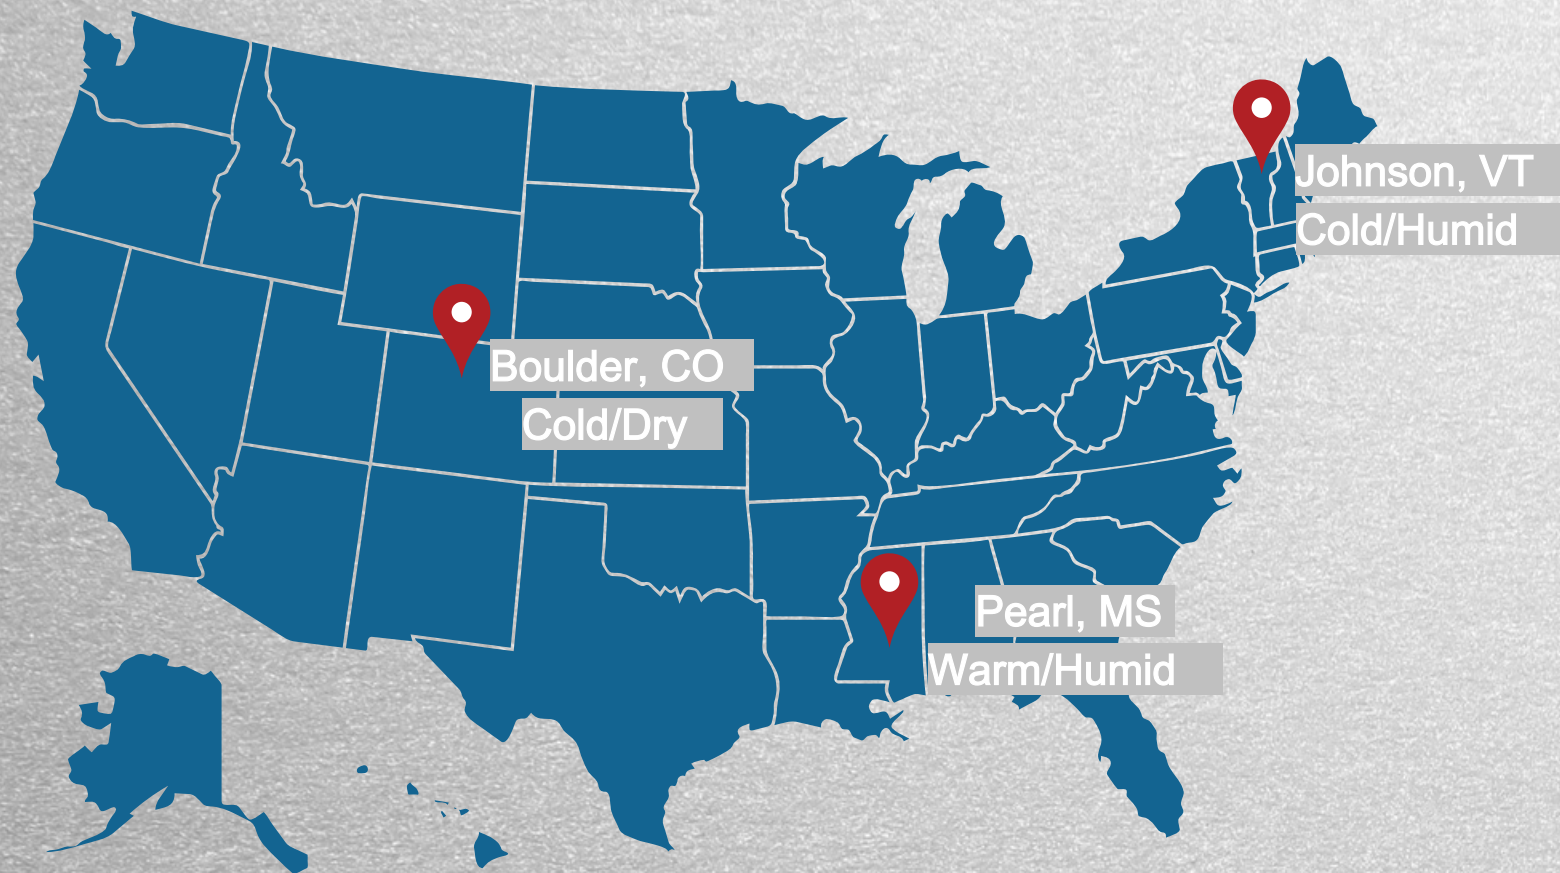 Johnson, VT
Cold/Humid
Boulder, CO
Cold/Dry
Pearl, MS
Warm/Humid